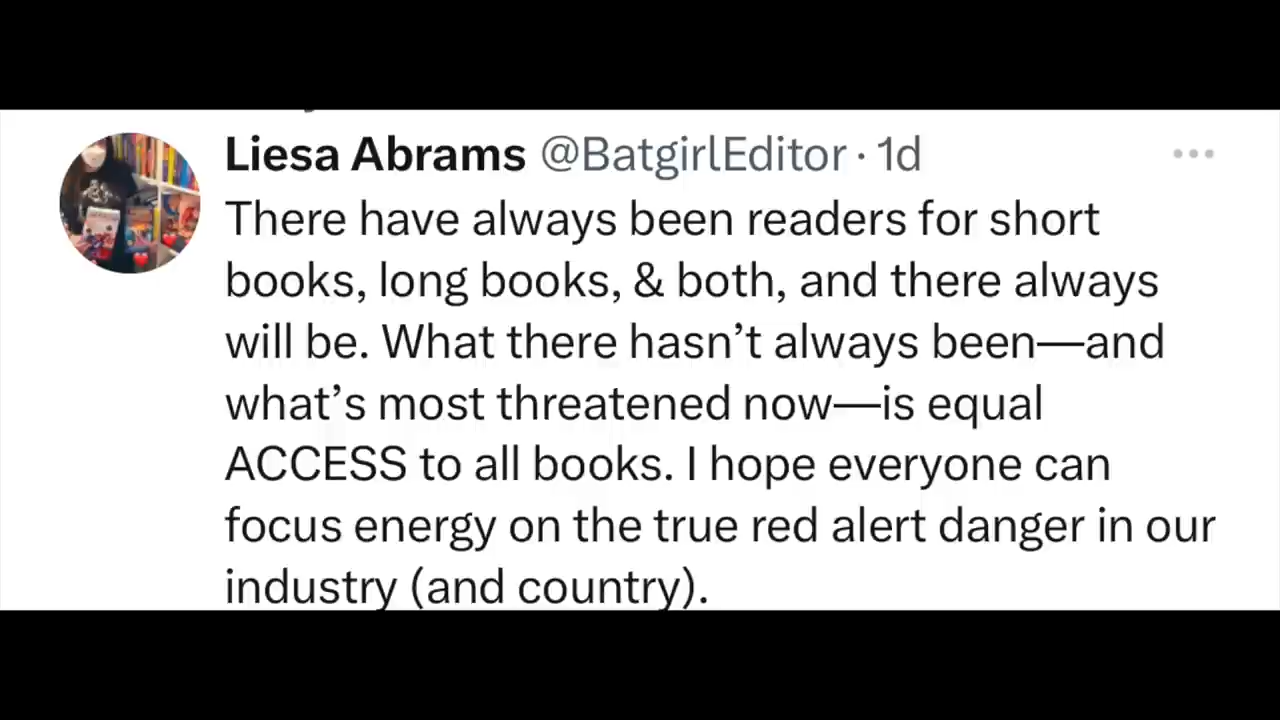 Liesa Abrams @BatgirlEditor · 1d
There have always been readers for short
books, long books, & both, and there always
will be. What there hasn’t always been—and
what’s most threatened now—is equal
ACCESS to all books. I hope everyone can
focus energy on the true red alert danger in our
industry (and country).